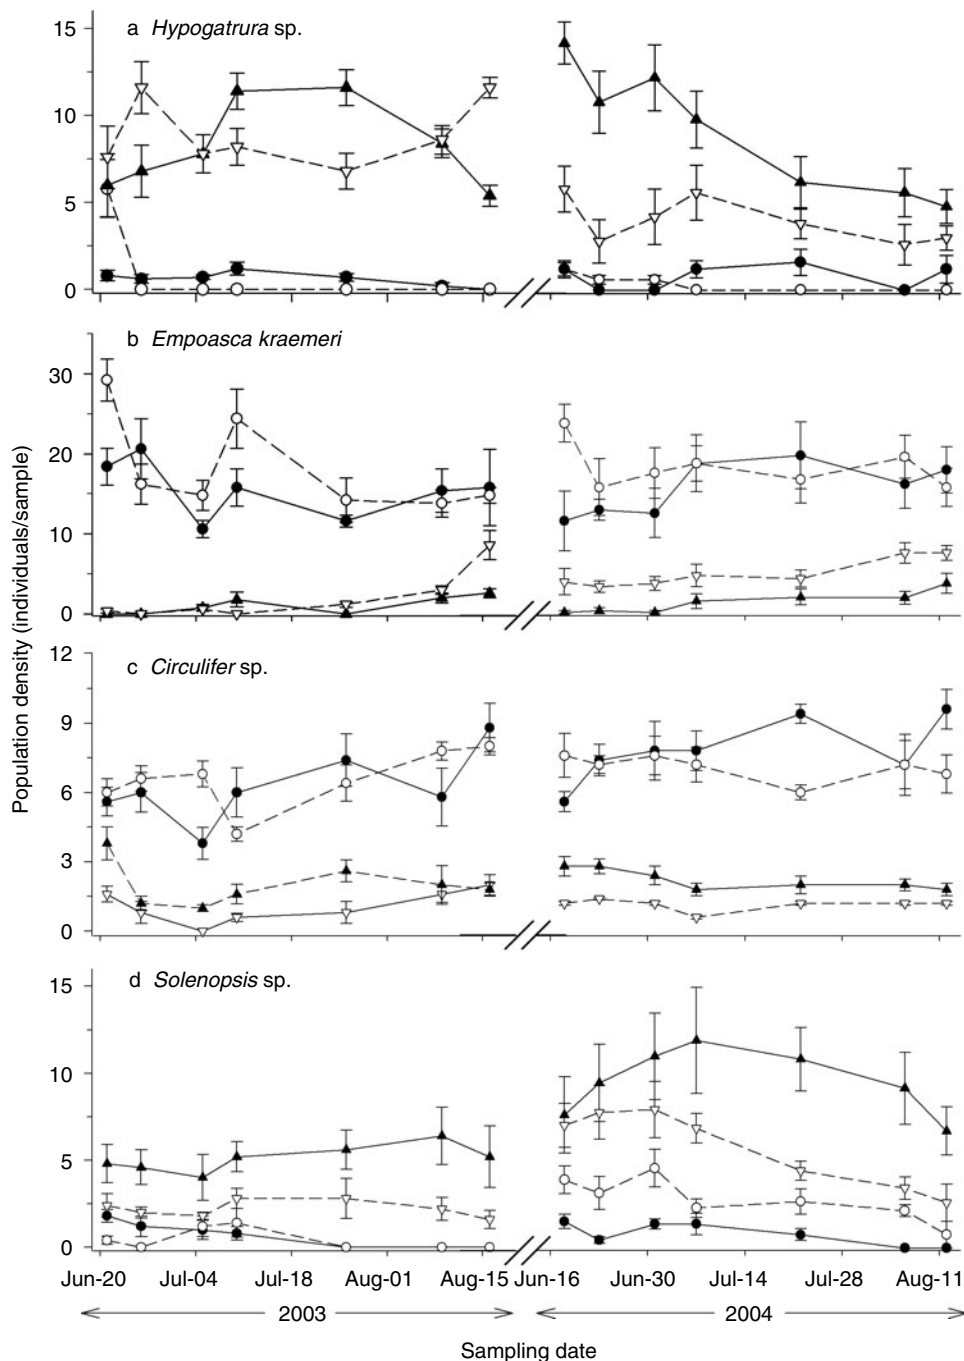 Population density (individuals/sample)
a Hypogatrura sp.
15
10
5
0
b Empoasca kraemeri
30
20
10
0
c Circulifer sp.
12
9
6
3
0
d Solenopsis sp.
15
10
5
0
Jun-20 Jul-04 Jul-18 Aug-01 Aug-15 Jun-16 Jun-30 Jul-14 Jul-28 Aug-11
2003 2004
Sampling date